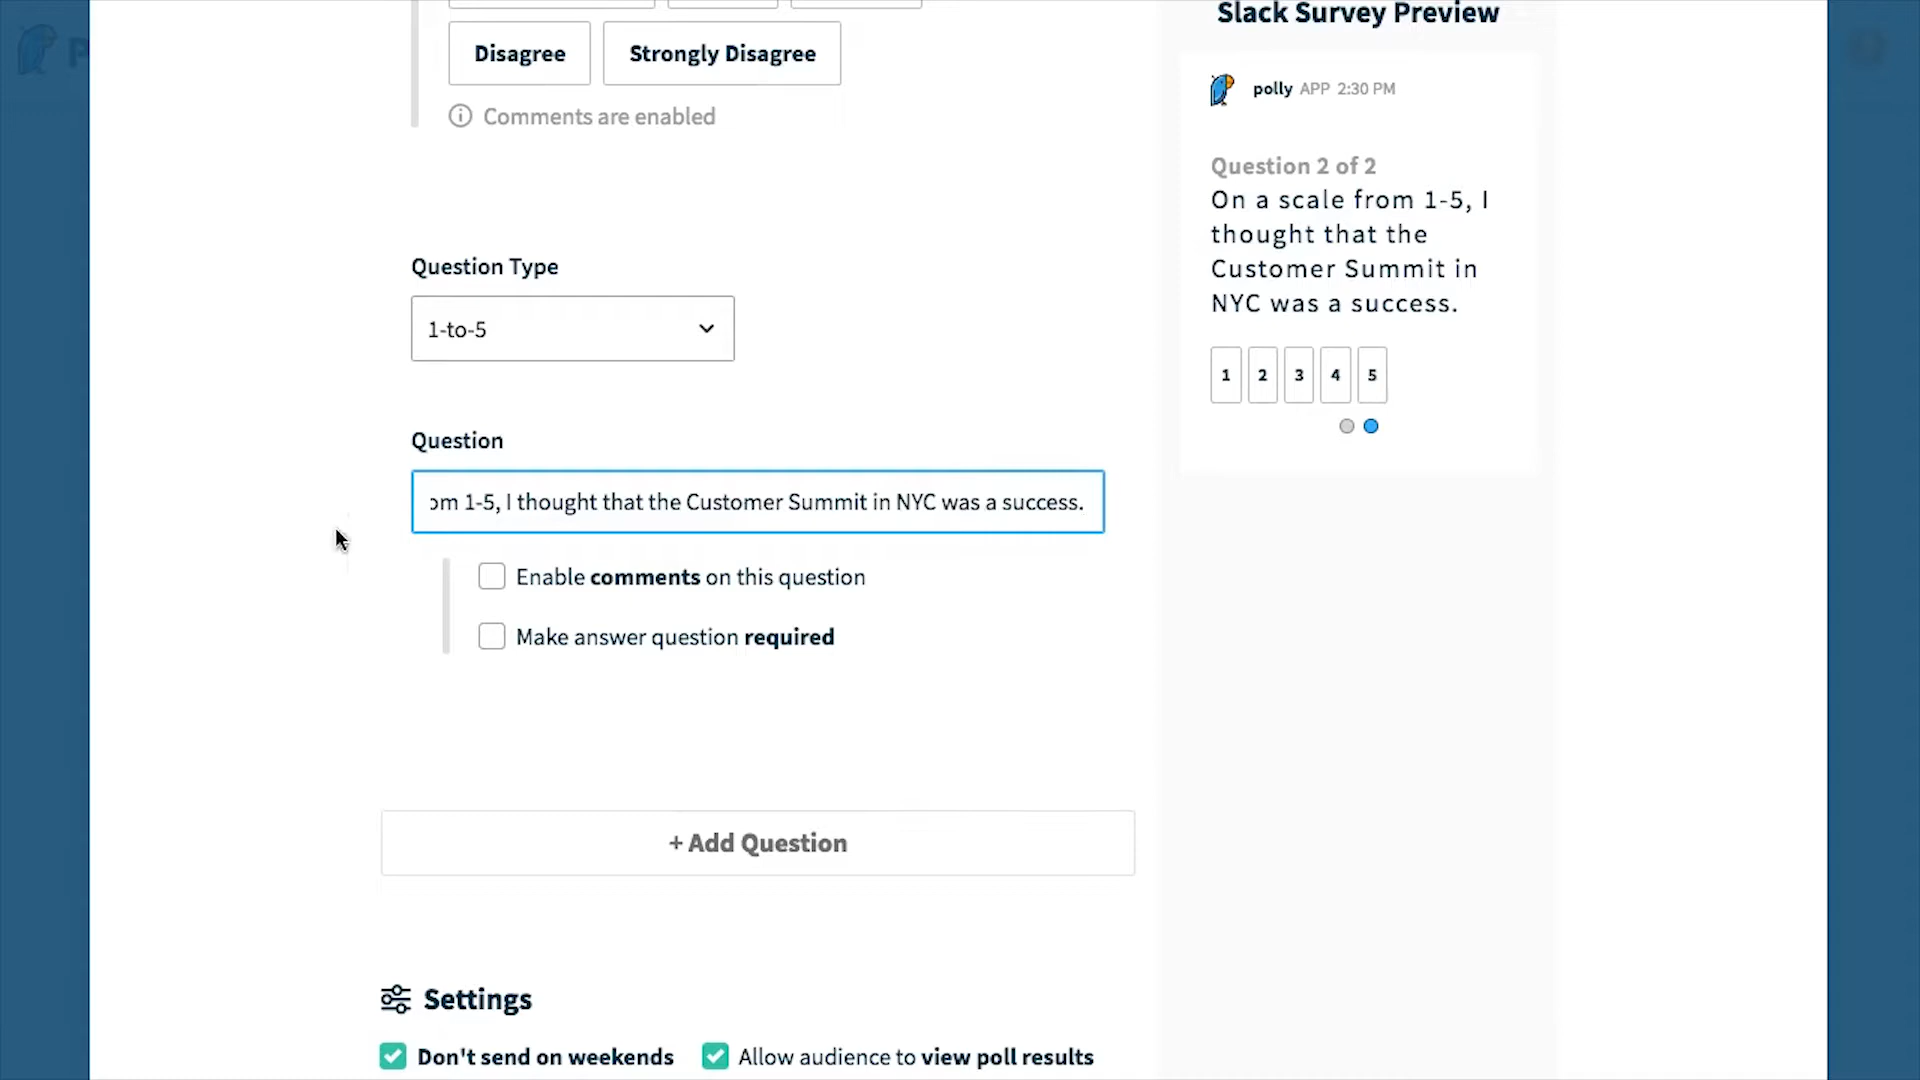 Disagree
Strongly Disagree
Comments are enabled
Question Type
1-to-5
Question
om 1-5, I thought that the Customer Summit in NYC was a success.
Enable comments on this question
Make answer question required
+ Add Question
Settings
Don't send on weekends
Allow audience to view poll results
Slack Survey Preview
polly APP 2:30 PM
Question 2 of 2
On a scale from 1-5, I
thought that the
Customer Summit in
NYC was a success.
1 2 3 4 5